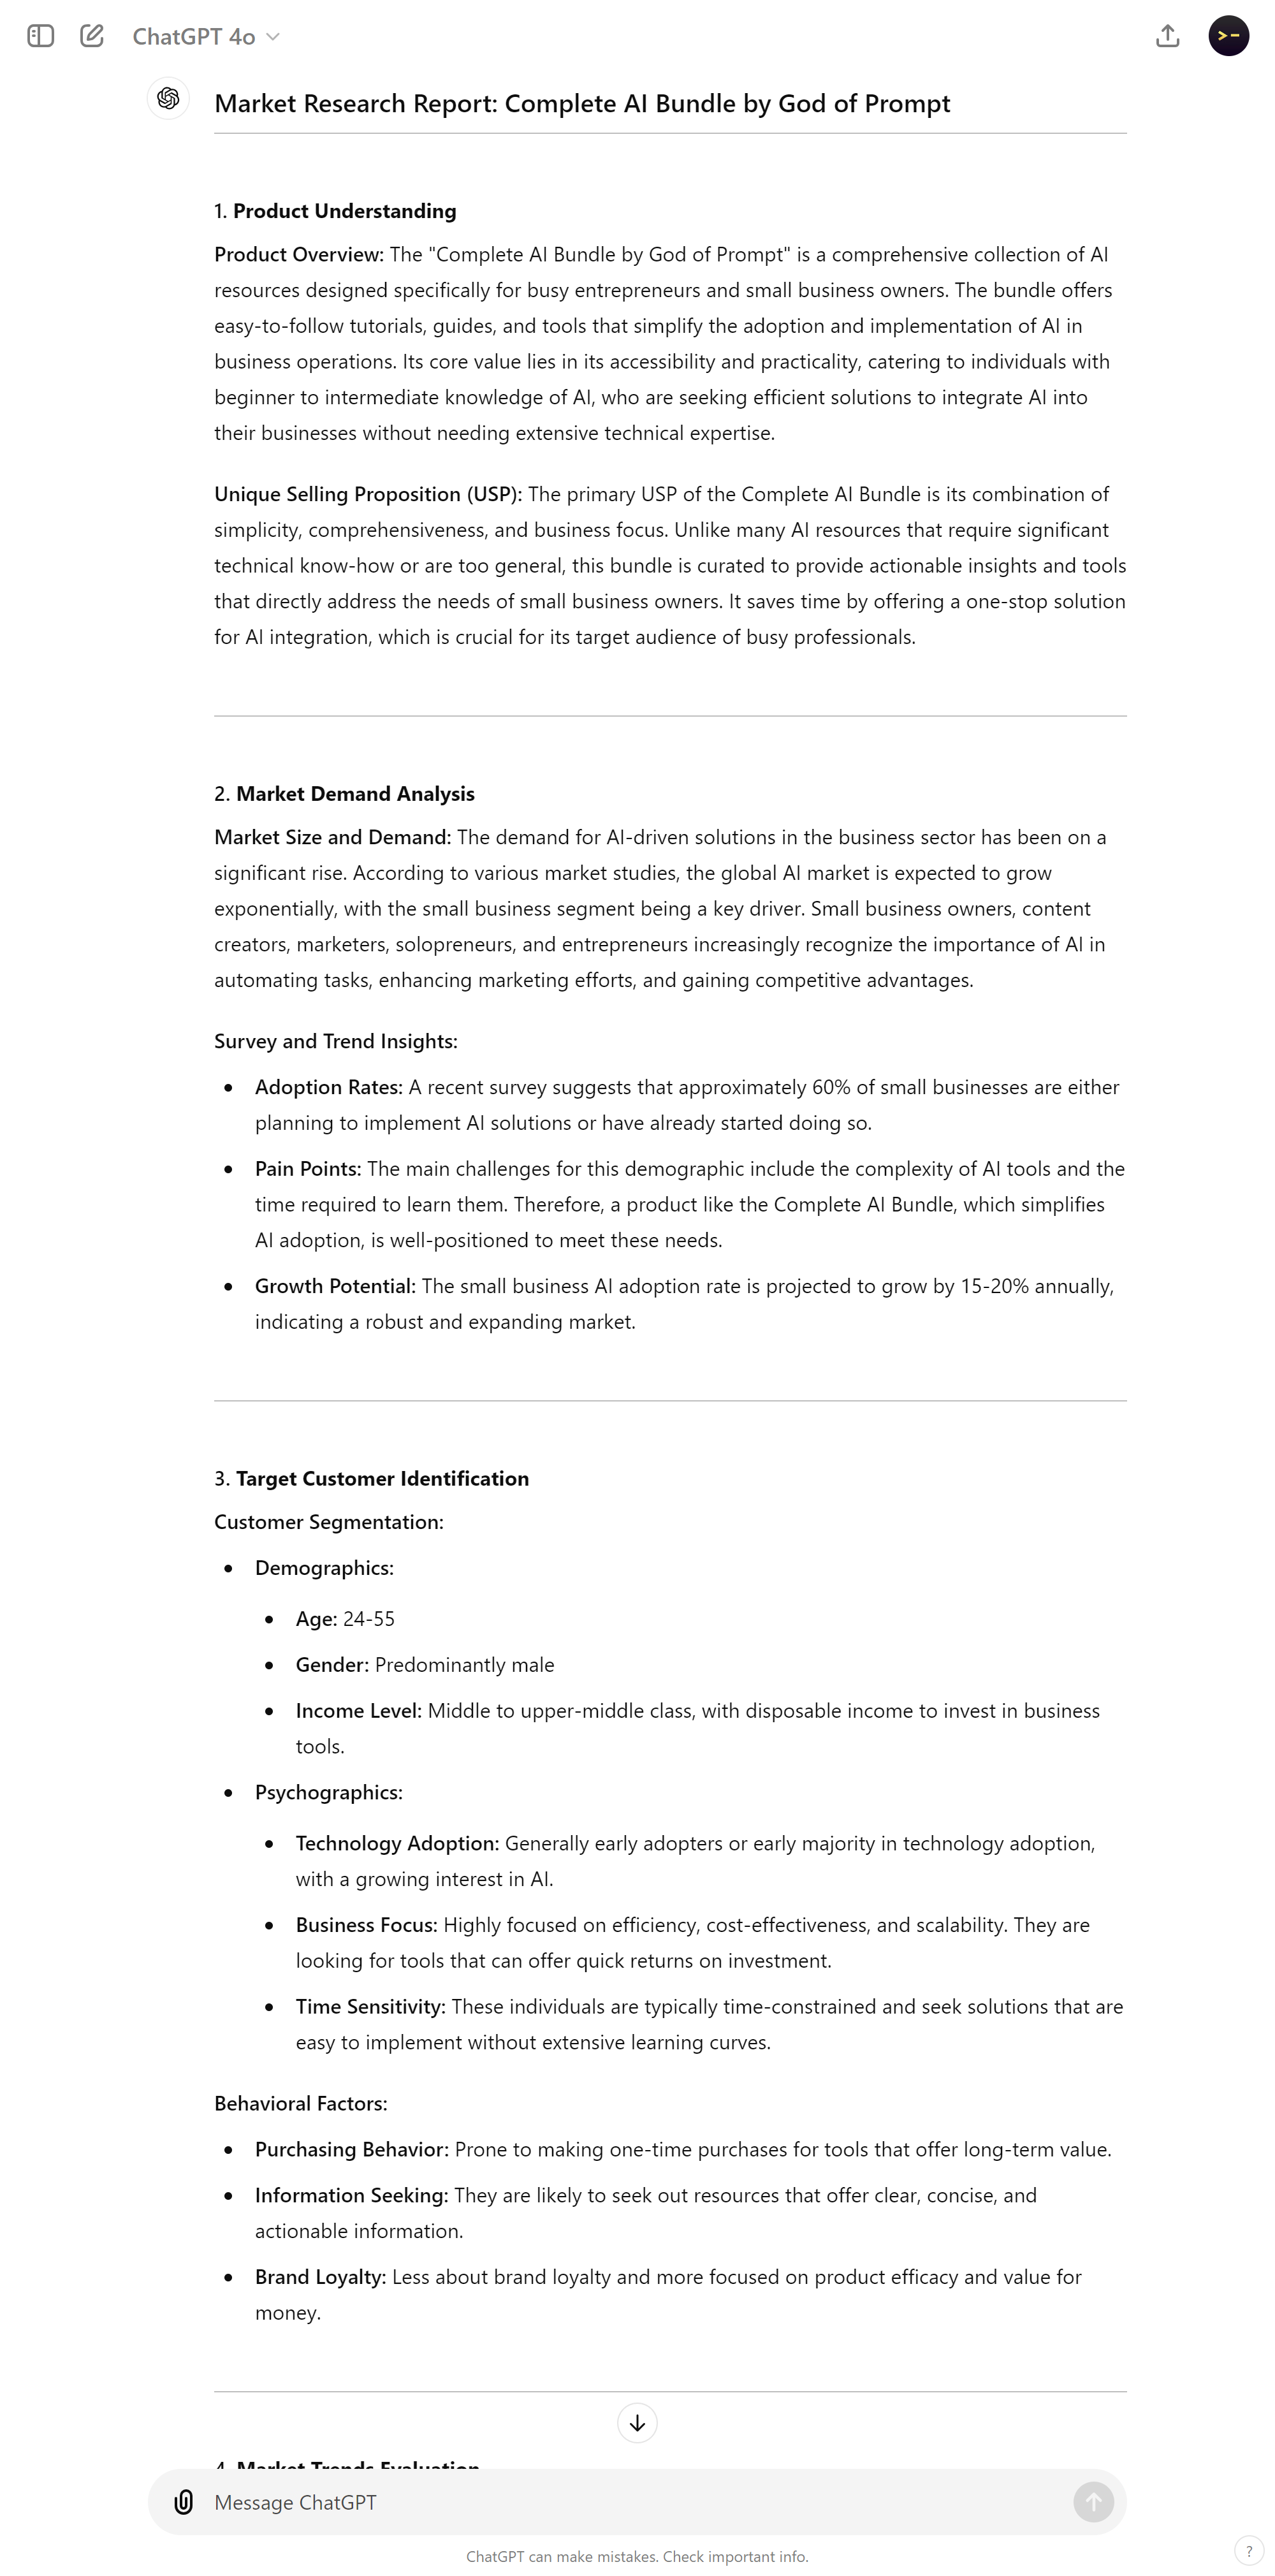 ChatGPT 4o
Market Research Report: Complete AI Bundle by God of Prompt
1. Product Understanding
Product Overview: The "Complete AI Bundle by God of Prompt" is a comprehensive collection of AI
resources designed specifically for busy entrepreneurs and small business owners. The bundle offers
easy-to-follow tutorials, guides, and tools that simplify the adoption and implementation of AI in
business operations. Its core value lies in its accessibility and practicality, catering to individuals with
beginner to intermediate knowledge of AI, who are seeking efficient solutions to integrate AI into
their businesses without needing extensive technical expertise.
Unique Selling Proposition (USP): The primary USP of the Complete AI Bundle is its combination of
simplicity, comprehensiveness, and business focus. Unlike many AI resources that require significant
technical know-how or are too general, this bundle is curated to provide actionable insights and tools
that directly address the needs of small business owners. It saves time by offering a one-stop solution
for AI integration, which is crucial for its target audience of busy professionals.
2. Market Demand Analysis
Market Size and Demand: The demand for AI-driven solutions in the business sector has been on a
significant rise. According to various market studies, the global AI market is expected to grow
exponentially, with the small business segment being a key driver. Small business owners, content
creators, marketers, solopreneurs, and entrepreneurs increasingly recognize the importance of AI in
automating tasks, enhancing marketing efforts, and gaining competitive advantages.
Survey and Trend Insights:
• Adoption Rates: A recent survey suggests that approximately 60% of small businesses are either
planning to implement AI solutions or have already started doing so.
• Pain Points: The main challenges for this demographic include the complexity of AI tools and the
time required to learn them. Therefore, a product like the Complete AI Bundle, which simplifies
AI adoption, is well-positioned to meet these needs.
• Growth Potential: The small business AI adoption rate is projected to grow by 15-20% annually,
indicating a robust and expanding market.
3. Target Customer Identification
Customer Segmentation:
• Demographics:
• Age: 24-55
• Gender: Predominantly male
• Income Level: Middle to upper-middle class, with disposable income to invest in business
tools.
• Psychographics:
• Technology Adoption: Generally early adopters or early majority in technology adoption,
with a growing interest in AI.
• Business Focus: Highly focused on efficiency, cost-effectiveness, and scalability. They are
looking for tools that can offer quick returns on investment.
• Time Sensitivity: These individuals are typically time-constrained and seek solutions that are
easy to implement without extensive learning curves.
Behavioral Factors:
• Purchasing Behavior: Prone to making one-time purchases for tools that offer long-term value.
• Information Seeking: They are likely to seek out resources that offer clear, concise, and
actionable information.
• Brand Loyalty: Less about brand loyalty and more focused on product efficacy and value for
money.
4. Market Trends Evaluation
Message ChatGPT
ChatGPT can make mistakes. Check important info.
?